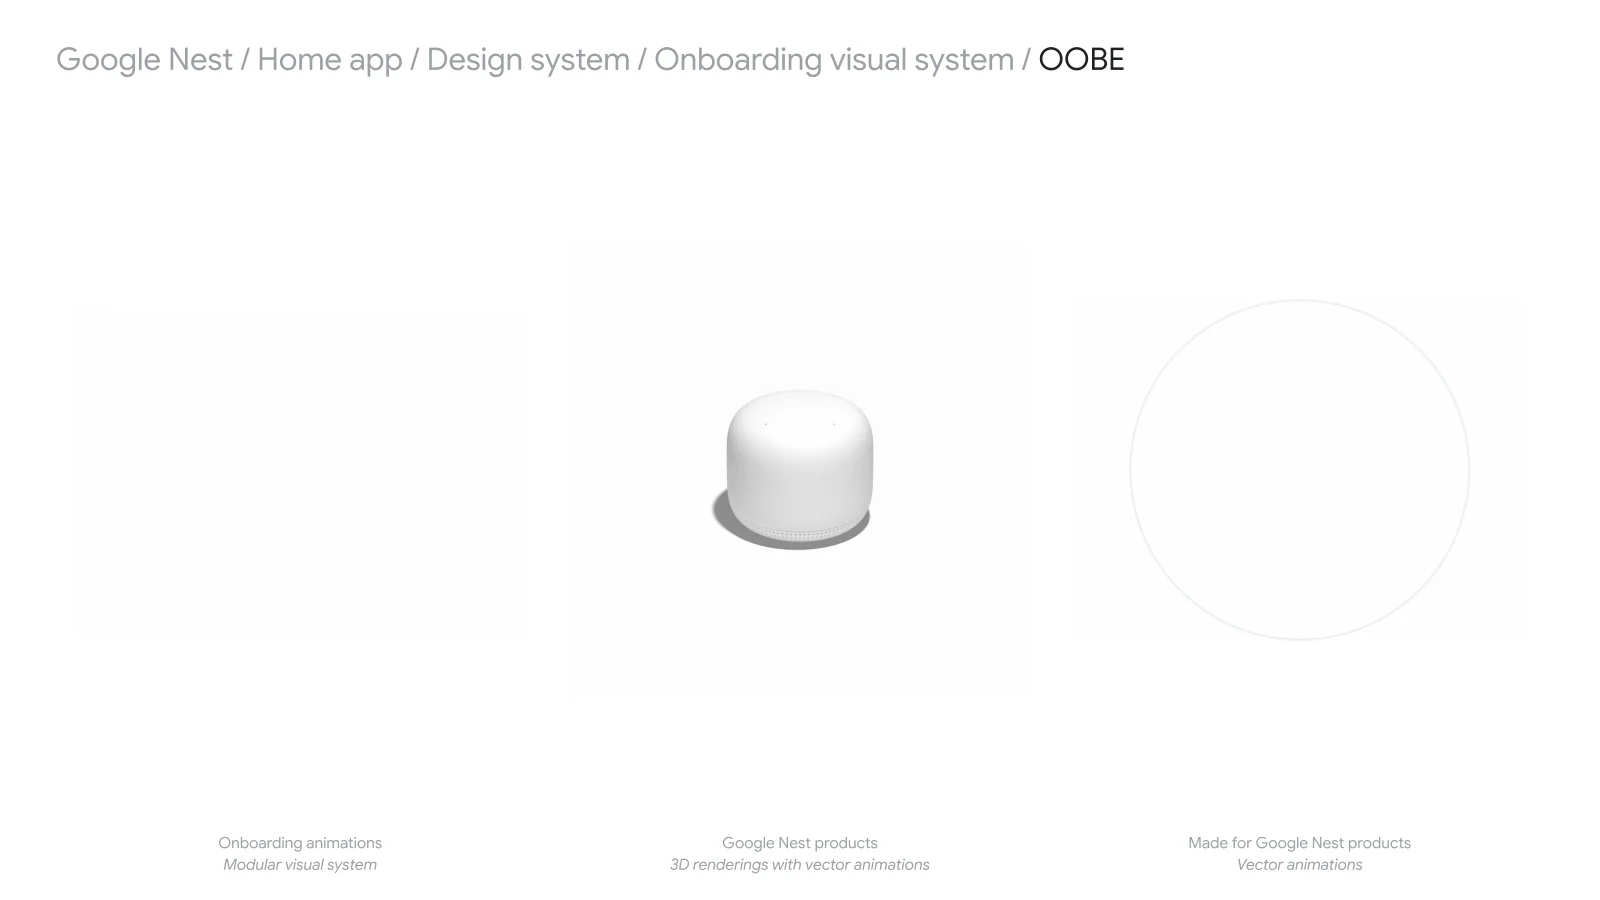 Google Nest / Home app / Design system / Onboarding visual system / OOBE
Onboarding animations
Modular visual system
Google Nest products
3D renderings with vector animations
Made for Google Nest products
Vector animations